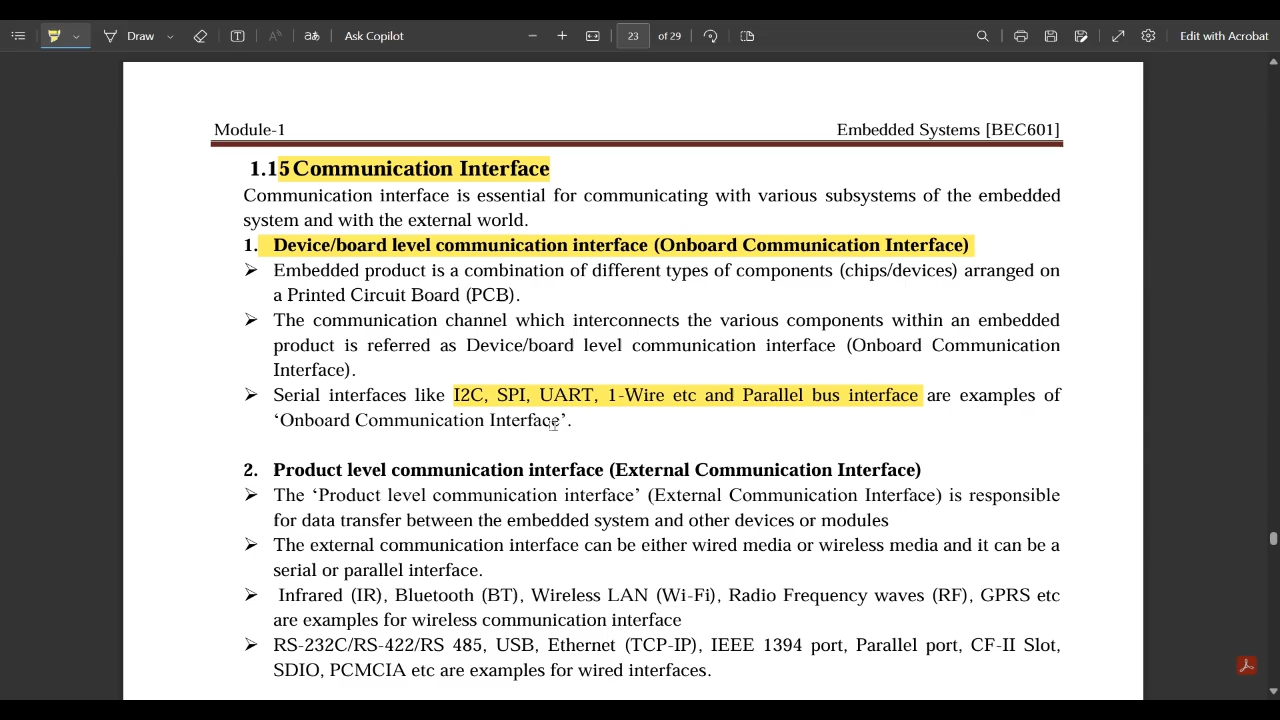 Draw
Ask Copilot
23 of 29
Edit with Acrobat
Module-1 Embedded Systems [BEC601]
1.15 Communication Interface
Communication interface is essential for communicating with various subsystems of the embedded
system and with the external world.
1. Device/board level communication interface (Onboard Communication Interface)
➢ Embedded product is a combination of different types of components (chips/devices) arranged on
a Printed Circuit Board (PCB).
➢ The communication channel which interconnects the various components within an embedded
product is referred as Device/board level communication interface (Onboard Communication
Interface).
➢ Serial interfaces like I2C, SPI, UART, 1-Wire etc and Parallel bus interface are examples of
‘Onboard Communication Interface’.
2. Product level communication interface (External Communication Interface)
➢ The ‘Product level communication interface’ (External Communication Interface) is responsible
for data transfer between the embedded system and other devices or modules
➢ The external communication interface can be either wired media or wireless media and it can be a
serial or parallel interface.
➢ Infrared (IR), Bluetooth (BT), Wireless LAN (Wi-Fi), Radio Frequency waves (RF), GPRS etc
are examples for wireless communication interface
➢ RS-232C/RS-422/RS 485, USB, Ethernet (TCP-IP), IEEE 1394 port, Parallel port, CF-II Slot,
SDIO, PCMCIA etc are examples for wired interfaces.